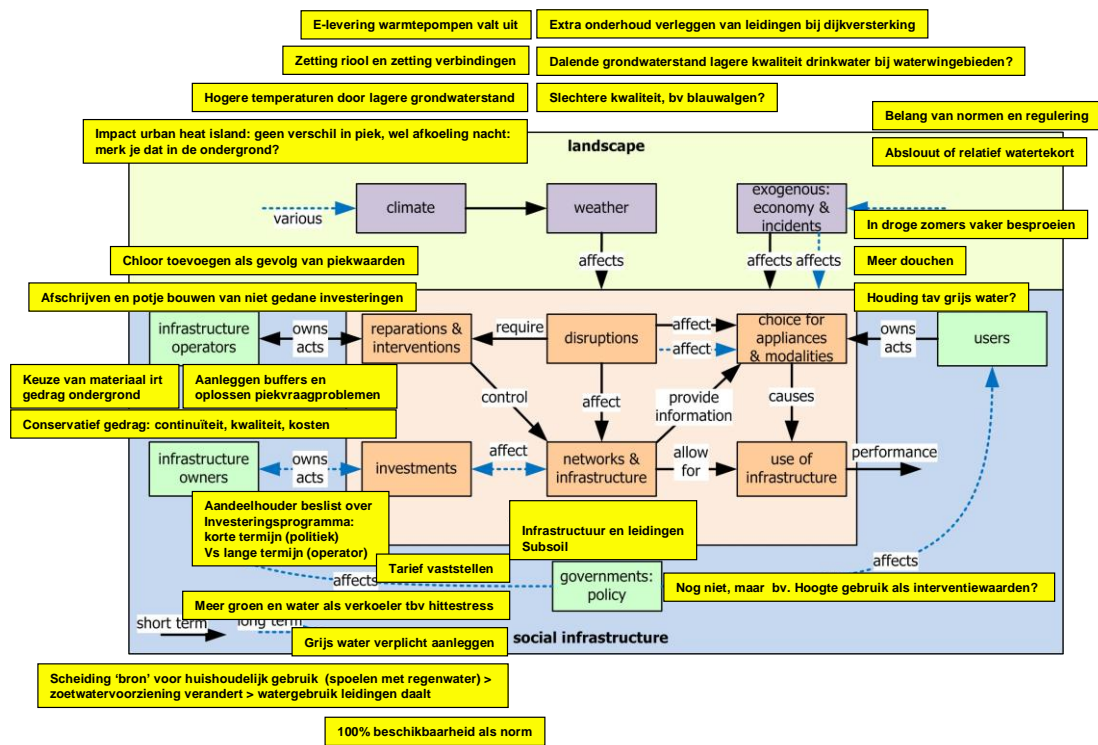 E-levering warmtepompen valt uit
Extra onderhoud verleggen van leidingen bij dijkversterking
Zetting riool en zetting verbindingen
Dalende grondwaterstand lagere kwaliteit drinkwater bij waterwingebieden?
Hogere temperaturen door lagere grondwaterstand
Slechtere kwaliteit, bv blauwalgen?
Belang van normen en regulering
Impact urban heat island: geen verschil in piek, wel afkoeling nacht:
merk je dat in de ondergrond?
landscape
Abslouut of relatief watertekort
various
climate
weather
exogenous:
economy &
incidents
In droge zomers vaker besproeien
Chloor toevoegen als gevolg van piekwaarden
affects
affects
affects
Meer douchen
Afschrijven en potje bouwen van niet gedane investeringen
Houding tav grijs water?
infrastructure
operators
owns
acts
reparations &
interventions
require
disruptions
affect
affect
choice for
appliances
& modalities
owns
acts
users
Keuze van materiaal irt
gedrag ondergrond
Aanleggen buffers en
oplossen piekvraagproblemen
control
affect
provide
information
causes
Conservatief gedrag: continuïteit, kwaliteit, kosten
infrastructure
owners
owns
acts
investments
affect
networks &
infrastructure
allow
for
use of
infrastructure
performance
Aandeelhouder beslist over
Investeringsprogramma:
korte termijn (politiek)
Vs lange termijn (operator)
Infrastructuur en leidingen
Subsoil
Tarief vaststellen
affects
governments:
policy
affects
Nog niet, maar bv. Hoogte gebruik als interventiewaarden?
Meer groen en water als verkoeler tbv hittestress
short term
long term
Grijs water verplicht aanleggen
social infrastructure
Scheiding ‘bron’ voor huishoudelijk gebruik (spoelen met regenwater) >
zoetwatervoorziening verandert > watergebruik leidingen daalt
100% beschikbaarheid als norm